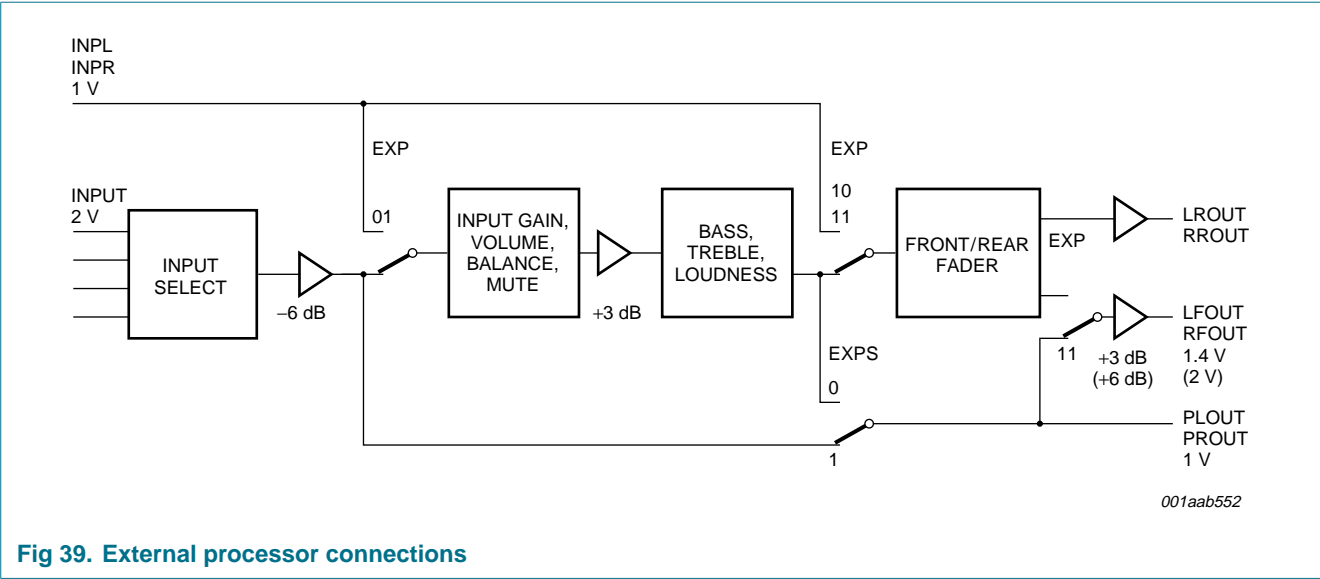 INPL
INPR
1 V
EXP
EXP
INPUT
2 V
01
10
11
INPUT
SELECT
−6 dB
INPUT GAIN,
VOLUME,
BALANCE,
MUTE
+3 dB
BASS,
TREBLE,
LOUDNESS
FRONT/REAR
FADER
EXP
LROUT
RROUT
EXPS
0
11
+3 dB
(+6 dB)
LFOUT
RFOUT
1.4 V
(2 V)
1
PLOUT
PROUT
1 V
001aab552
Fig 39. External processor connections